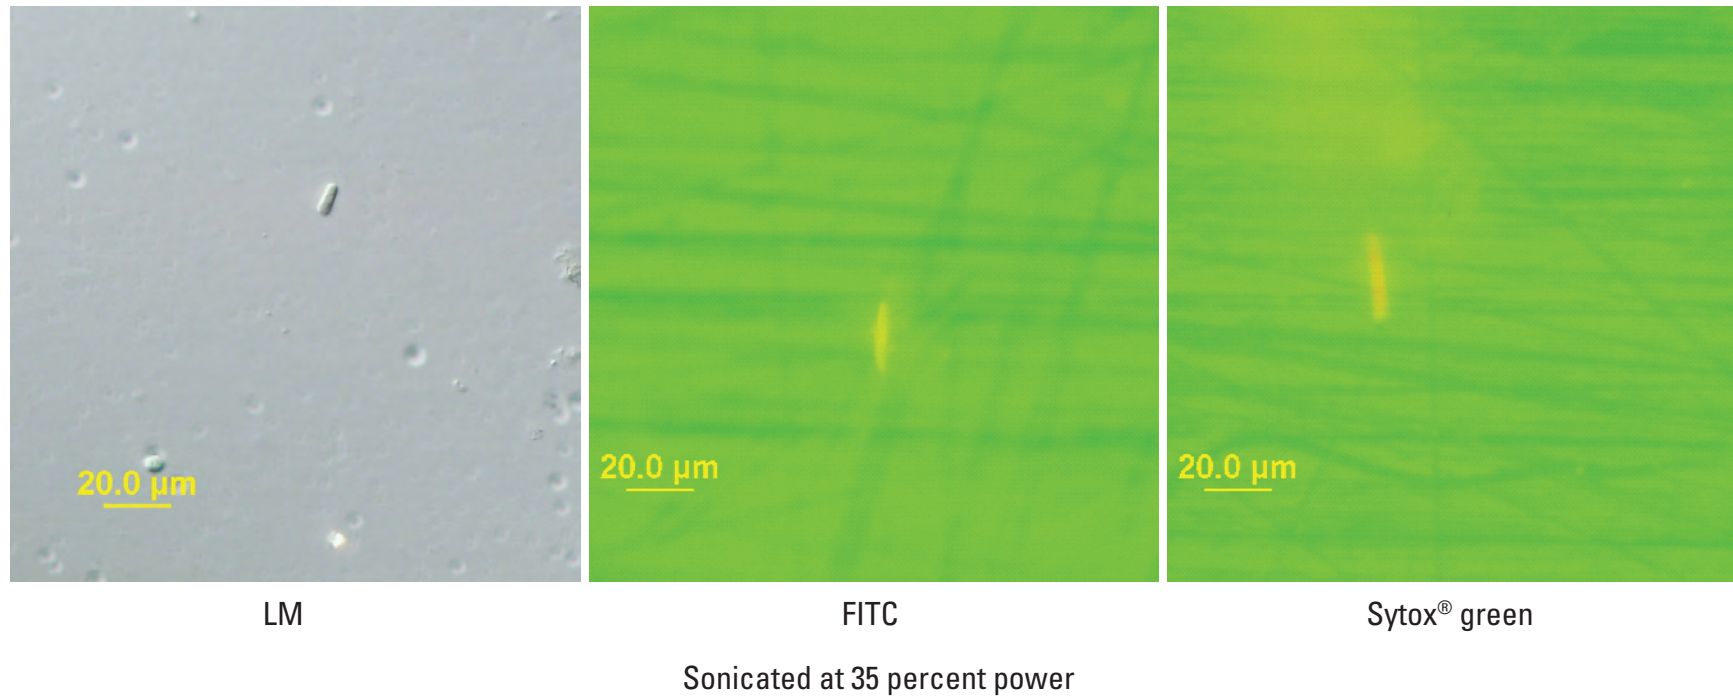 20.0 µm
20.0 µm
20.0 µm
LM
FITC
Sytox® green
Sonicated at 35 percent power